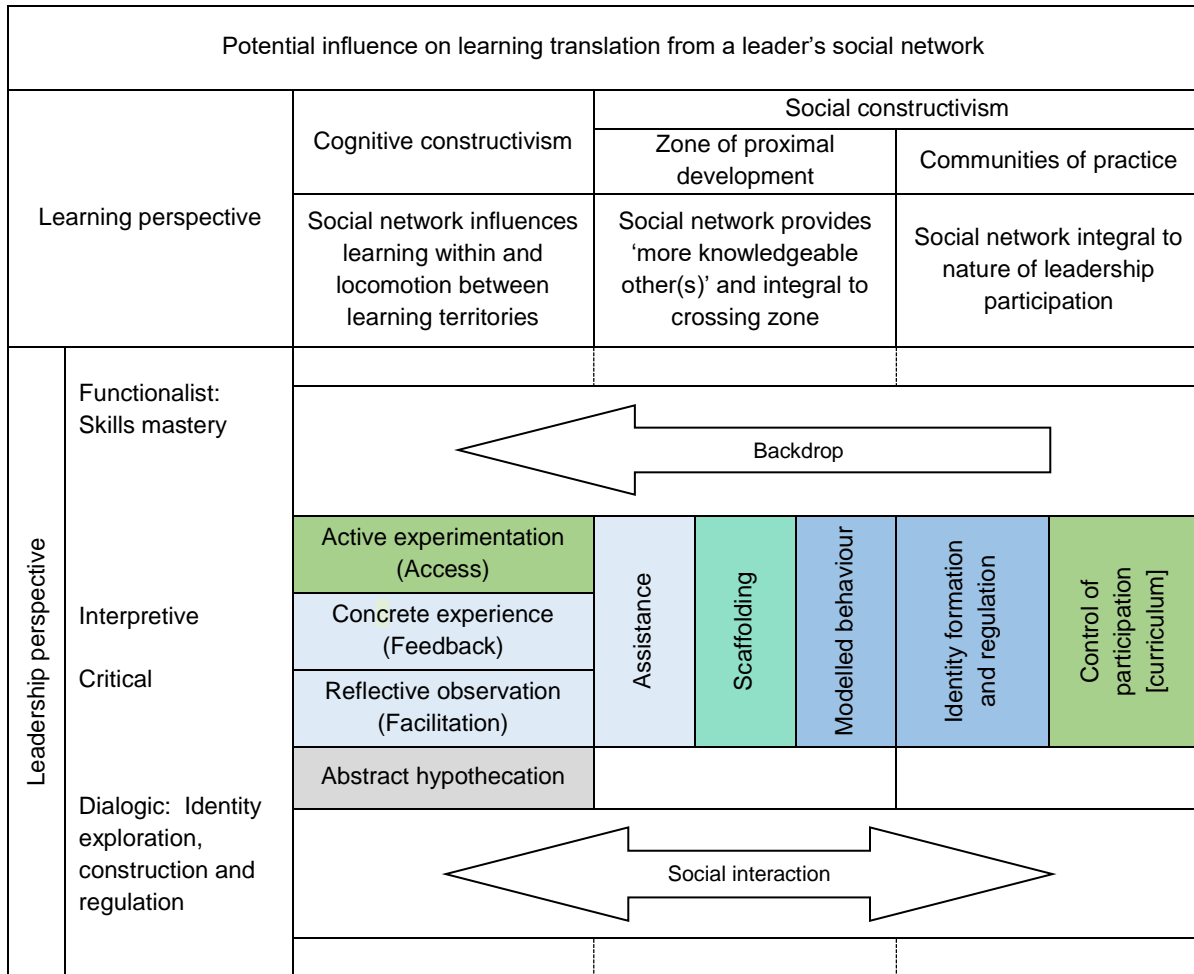 Potential influence on learning translation from a leader’s social network
Learning perspective
Cognitive constructivism
Social constructivism
Zone of proximal
development
Communities of practice
Social network influences
learning within and
locomotion between
learning territories
Social network provides
‘more knowledgeable
other(s)’ and integral to
crossing zone
Social network integral to
nature of leadership
participation
Leadership perspective
Functionalist:
Skills mastery
Backdrop
Interpretive
Critical
Active experimentation
(Access)
Concrete experience
(Feedback)
Reflective observation
(Facilitation)
Abstract hypothecation
Assistance
Scaffolding
Modelled behaviour
Identity formation
and regulation
Control of
participation
[curriculum]
Dialogic:  Identity
exploration,
construction and
regulation
Social interaction